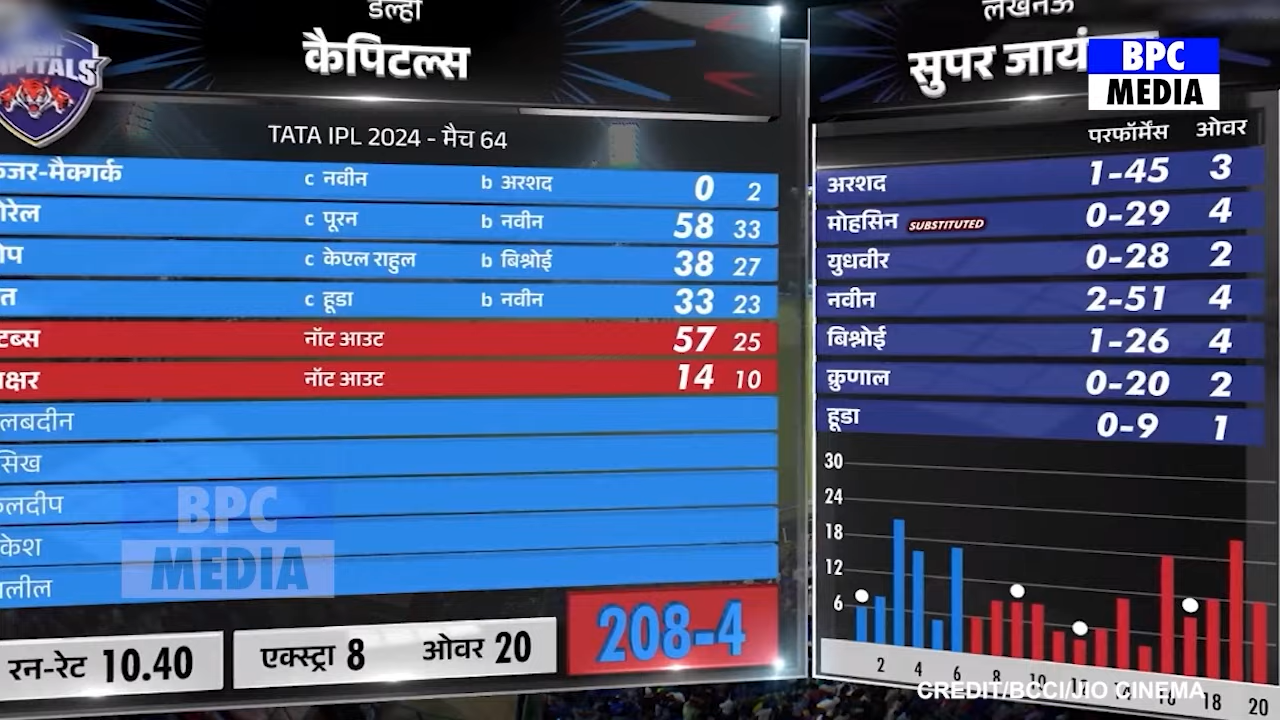 कैपिटल्स
TATA IPL 2024 - मैच 64
c नवीन b अरशद 0 2
c पूरन b नवीन 58 33
c केएल राहुल b बिश्नोई 38 27
c हूडा b नवीन 33 23
नॉट आउट 57 25
नॉट आउट 14 10
रन-रेट 10.40 एक्स्ट्रा 8 ओवर 20 208-4
BPC
MEDIA
लखनऊ
सुपर
BPC
MEDIA
परफॉर्मेंस ओवर
अरशद 1-45 3
मोहसिन SUBSTITUTED 0-29 4
युधवीर 0-28 2
नवीन 2-51 4
बिश्नोई 1-26 4
क्रुणाल 0-20 2
हूडा 0-9 1
30
24
18
12
6
2 4 6 8 10 18 20
CREDIT/BCCI/JIO CINEMA